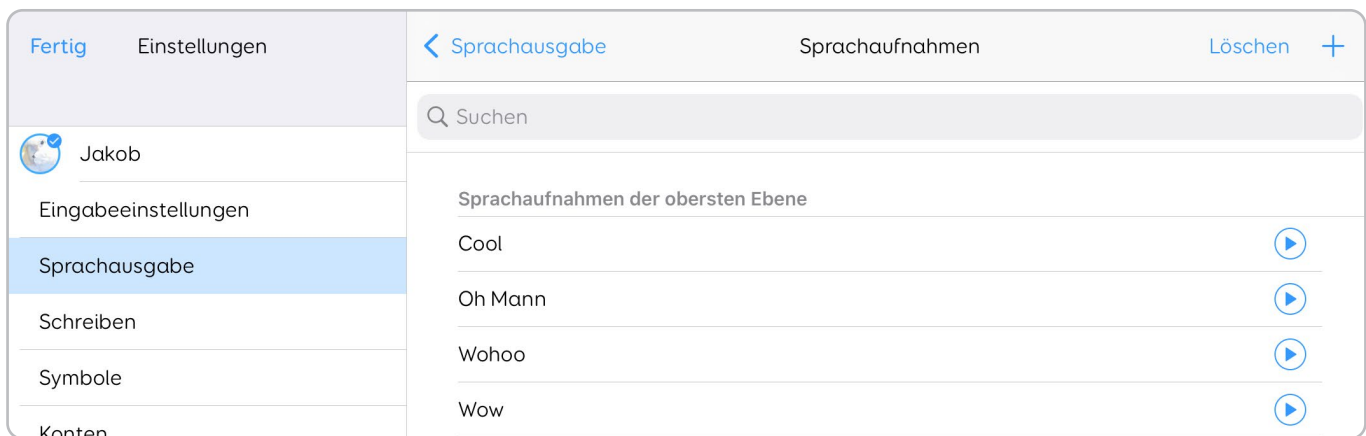 Fertig
Einstellungen
Jakob
Eingabeeinstellungen
Sprachausgabe
Schreiben
Symbole
Konten
Sprachausgabe
Sprachaufnahmen
Löschen
Suchen
Sprachaufnahmen der obersten Ebene
Cool
Oh Mann
Wohoo
Wow